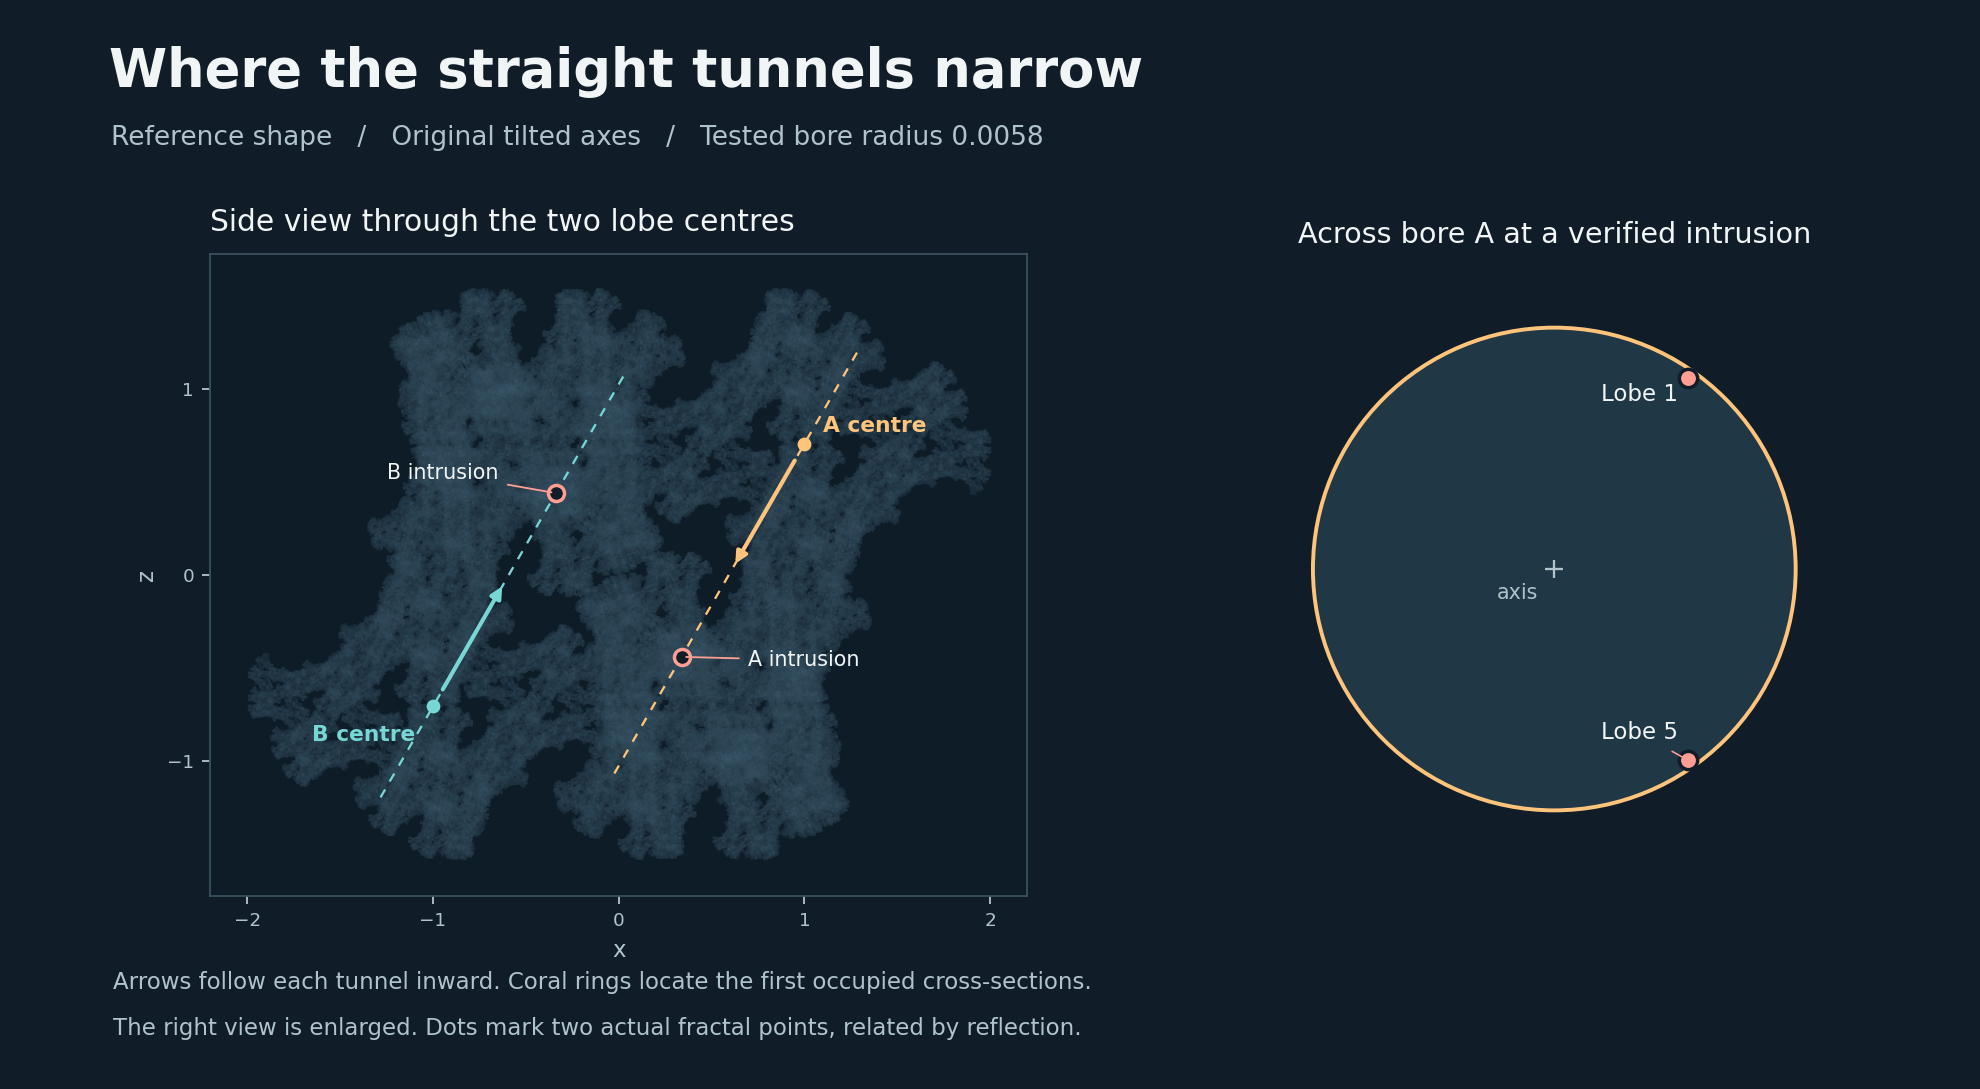 Where the straight tunnels narrow
Reference shape / Original tilted axes / Tested bore radius 0.0058
Side view through the two lobe centres
A centre
B intrusion
A intrusion
B centre
1
0
−1
z
−2 −1 0 1 2
x
Across bore A at a verified intrusion
Lobe 1
axis
Lobe 5
Arrows follow each tunnel inward. Coral rings locate the first occupied cross-sections.
The right view is enlarged. Dots mark two actual fractal points, related by reflection.